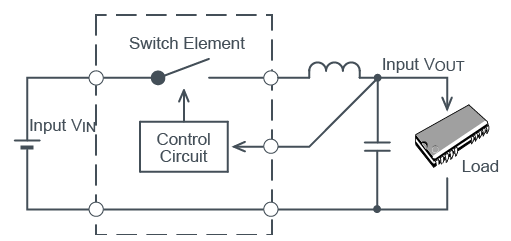 Switch Element
Input VOUT
Input VIN
Control
Circuit
Load